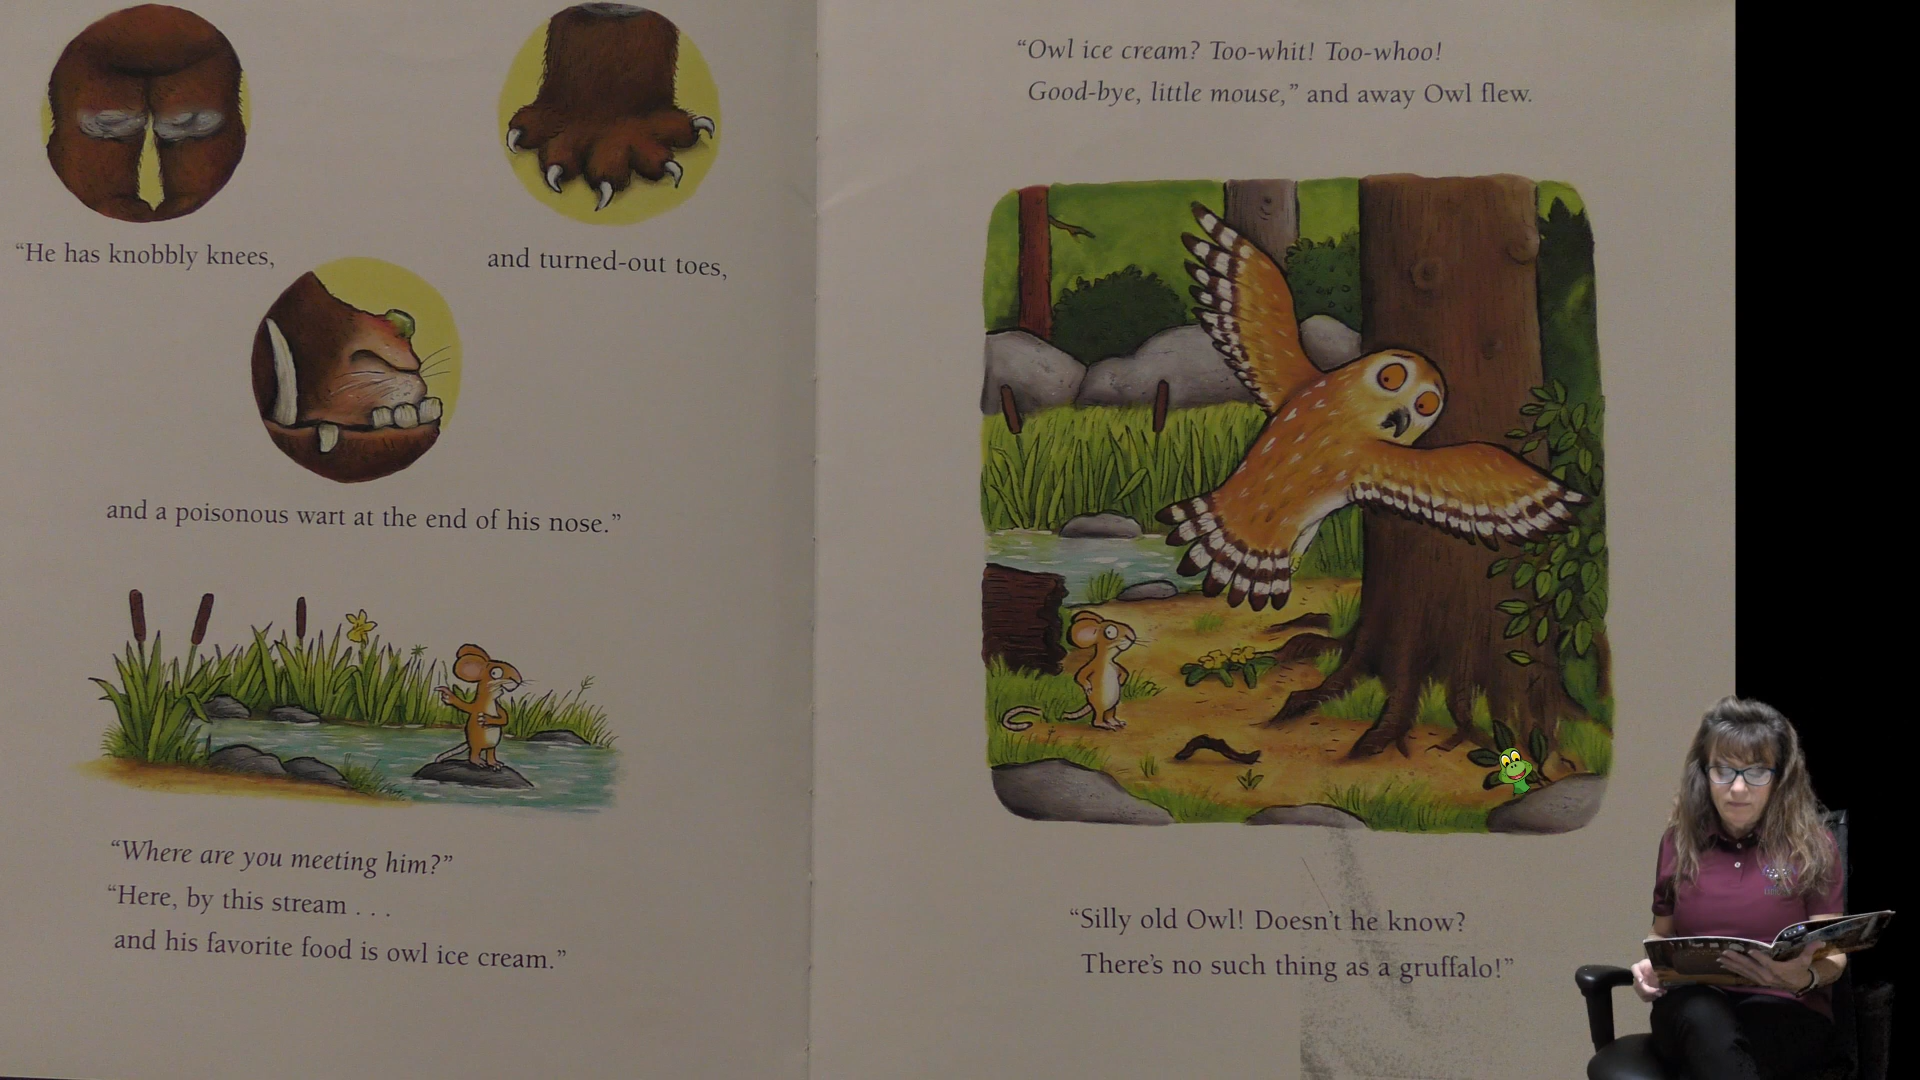 “He has knobbly knees,
and turned-out toes,
and a poisonous wart at the end of his nose.”
“Where are you meeting him?”
“Here, by this stream . . .
and his favorite food is owl ice cream.”
“Owl ice cream? Too-whit! Too-whoo!
Good-bye, little mouse,” and away Owl flew.
“Silly old Owl! Doesn’t he know?
There’s no such thing as a gruffalo!”